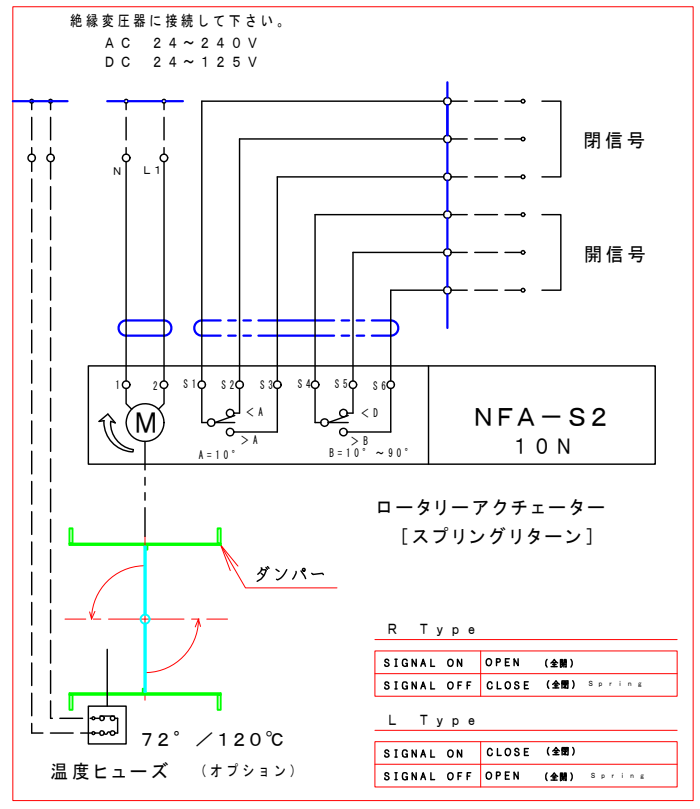 絶縁変圧器に接続して下さい。
AC 24~240V
DC 24~125V
N L1
閉信号
開信号
1 2 S1 S2 S3 S4 S5 S6
M
<A
>A
A=10°
<D
>B
B=10° ~90°
NFA-S2
10N
ロータリーアクチェーター
[スプリングリターン]
ダンパー
R Type
SIGNAL ON OPEN (全開)
SIGNAL OFF CLOSE (全閉) Spring
L Type
SIGNAL ON CLOSE (全閉)
SIGNAL OFF OPEN (全開) Spring
72° /120℃
温度ヒューズ (オプション)